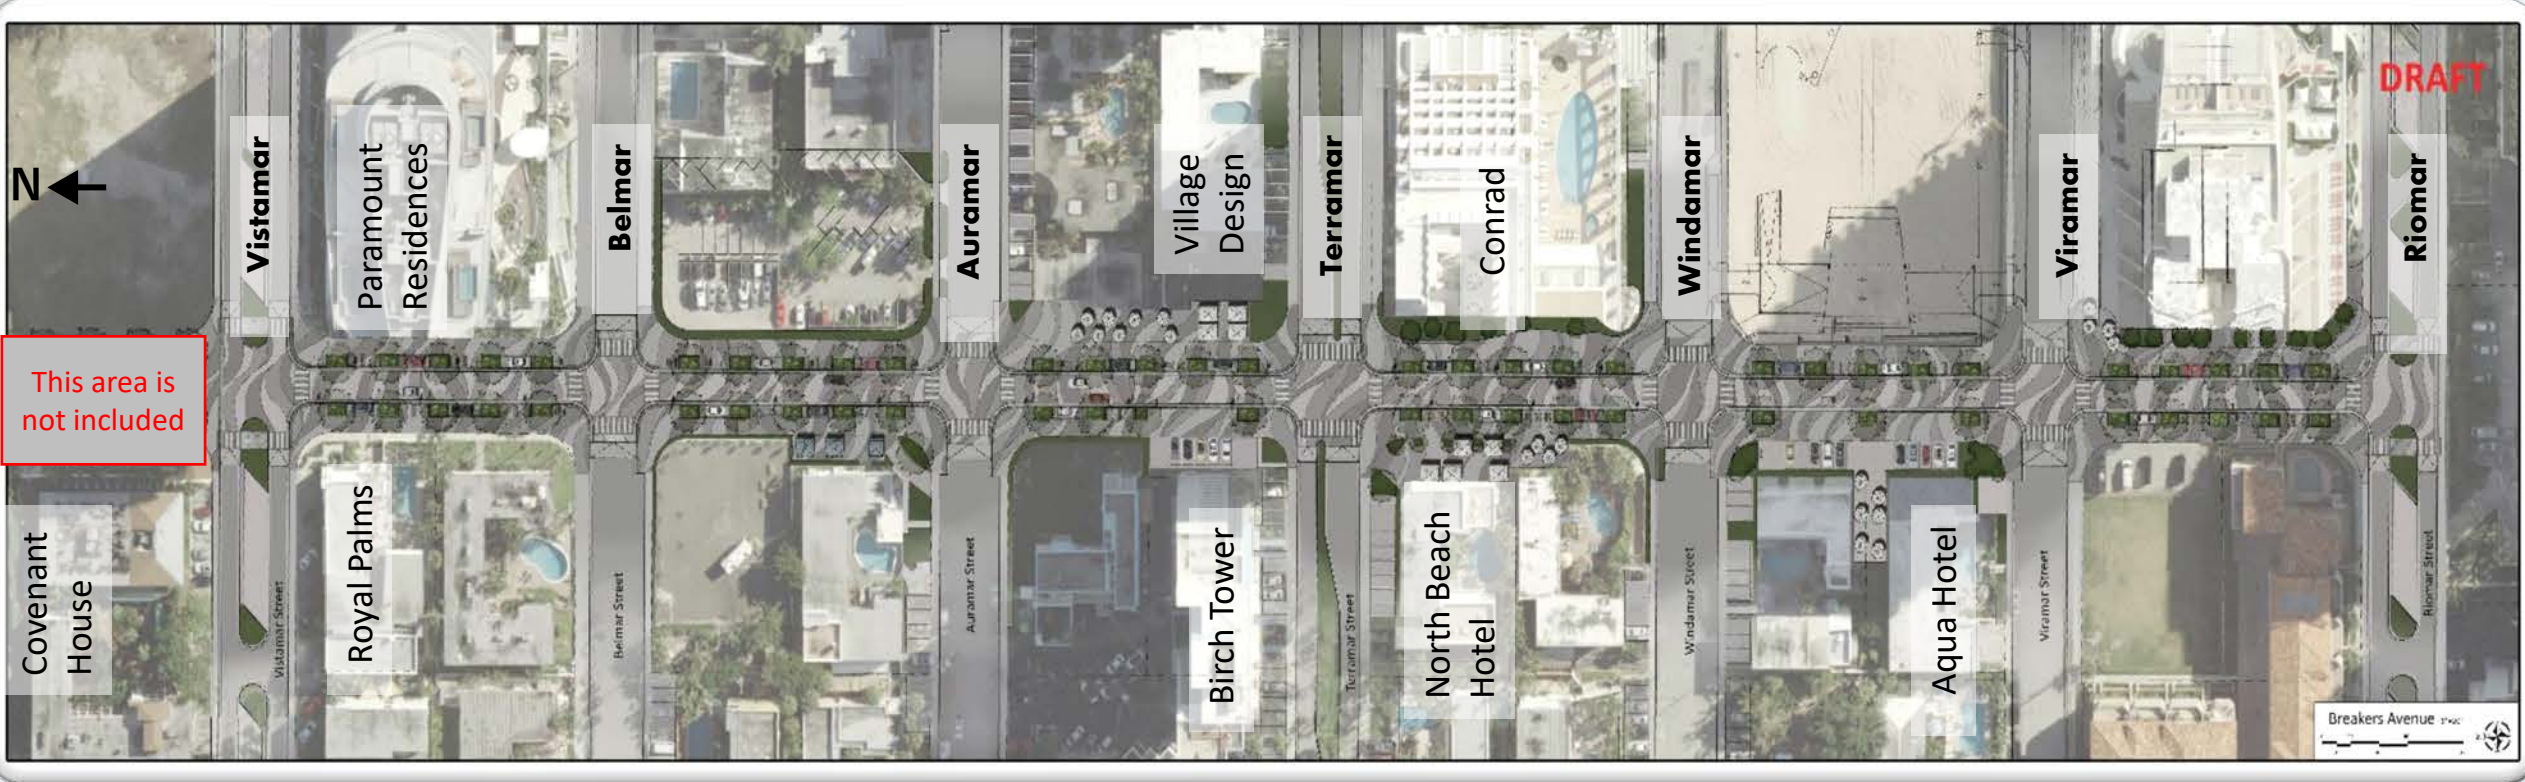 DRAFT
N
Vistamar
Paramount
Residences
Belmar
Auramar
Village
Design
Terramar
Conrad
Windamar
Viramar
Riomar
This area is
not included
Covenant
House
Vistamar Street
Royal Palms
Belmar Street
Auramar Street
Birch Tower
Terramar Street
North Beach
Hotel
Windamar Street
Aqua Hotel
Viramar Street
Riomar Street
Breakers Avenue